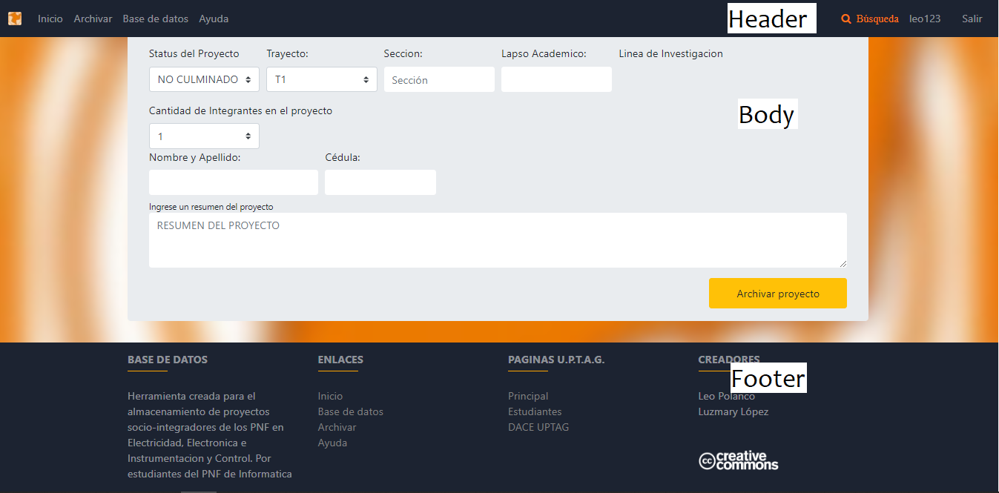 Inicio Archivar Base de datos Ayuda Header Búsqueda leo123 Salir
Status del Proyecto Trayecto: Seccion: Lapso Academico: Linea de Investigacion
NO CULMINADO T1 Sección
Body
Cantidad de Integrantes en el proyecto
1
Nombre y Apellido: Cédula:
Ingrese un resumen del proyecto
RESUMEN DEL PROYECTO
Archivar proyecto
BASE DE DATOS
Herramienta creada para el
almacenamiento de proyectos
socio-integradores de los PNF en
Electricidad, Electronica e
Instrumentacion y Control. Por
estudiantes del PNF de Informatica
ENLACES
Inicio
Base de datos
Archivar
Ayuda
PAGINAS U.P.T.A.G.
Principal
Estudiantes
DACE UPTAG
CREADORES
Footer
Leo Polanco
Luzmary López
cc creative
commons